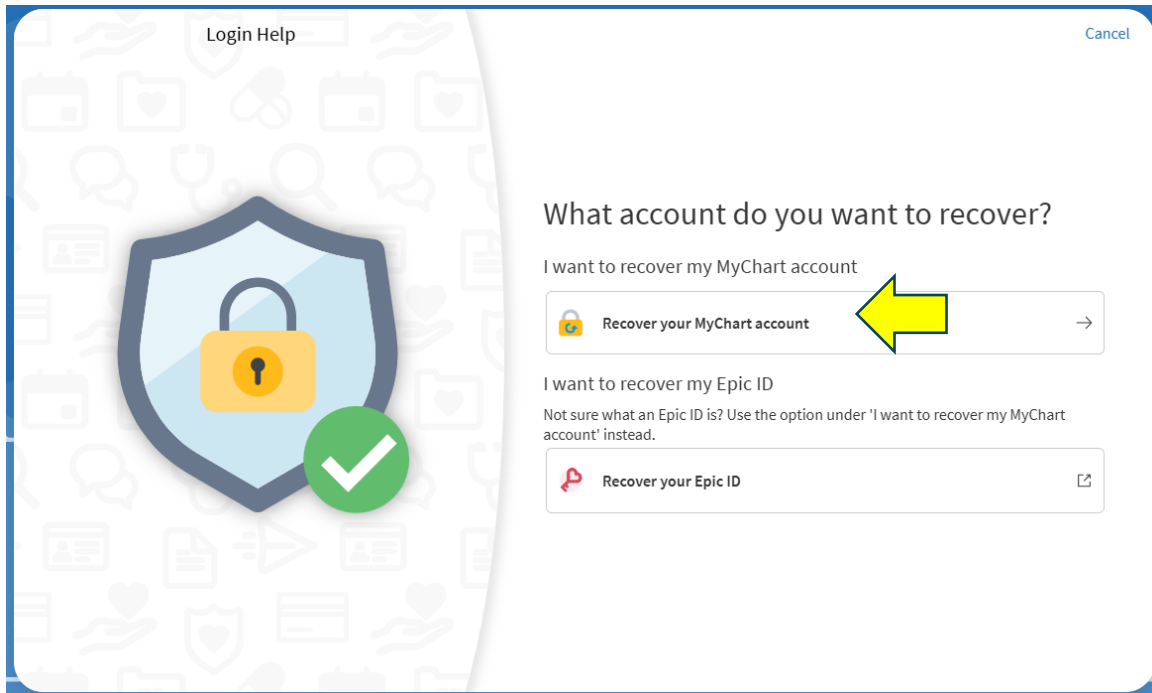 Login Help
Cancel
What account do you want to recover?
I want to recover my MyChart account
Recover your MyChart account
I want to recover my Epic ID
Not sure what an Epic ID is? Use the option under 'I want to recover my MyChart
account' instead.
Recover your Epic ID